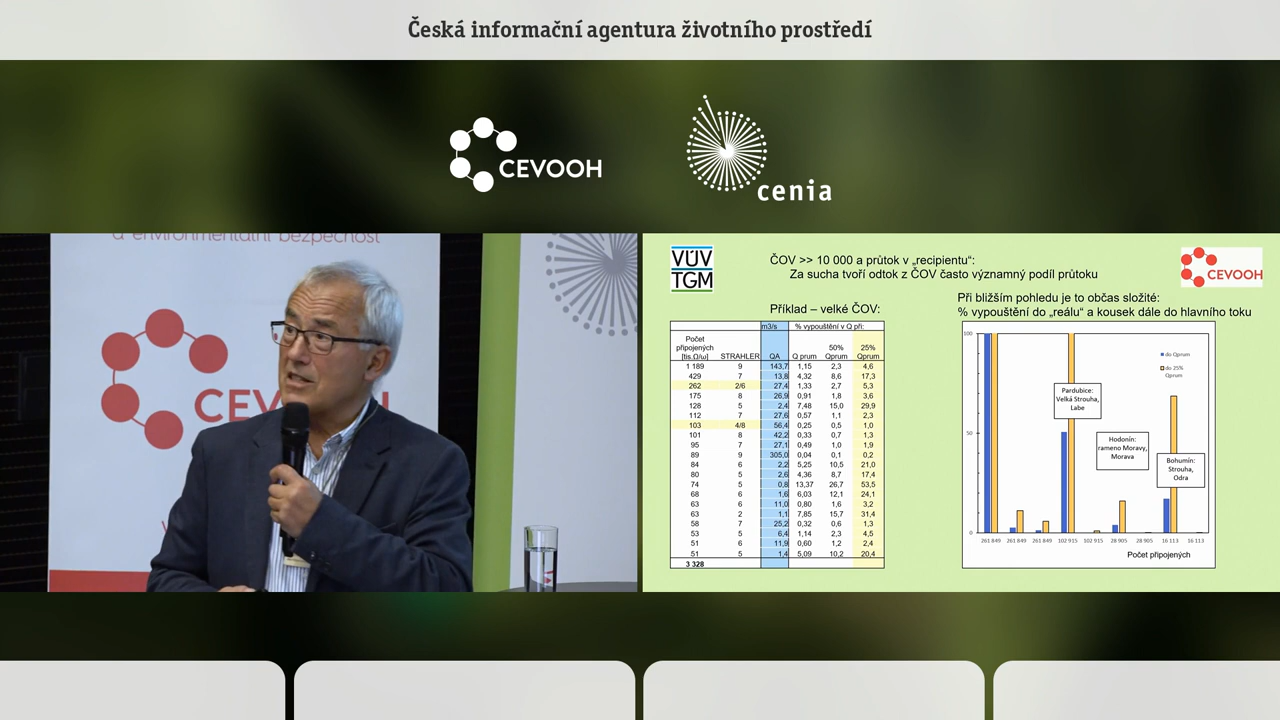 Česká informační agentura životního prostředí
CEVOOH
cenia
a environmentální bezpečnost
CEV H
VÚV
TGM
ČOV >> 10 000 a průtok v „recipientu“:
Za sucha tvoří odtok z ČOV často významný podíl průtoku
CEVOOH
Příklad – velké ČOV:
Při bližším pohledu je to občas složité:
% vypouštění do „reálu“ a kousek dále do hlavního toku
m3/s % vypouštění v Q při:
Počet připojených [tis.Ω/ω] STRAHLER QA Q prum 50% Qprum 25% Qprum
1 189 9 143,7 1,15 2,3 4,6
429 7 13,8 4,32 8,6 17,3
262 2/6 27,4 1,33 2,7 5,3
175 8 26,9 0,91 1,8 3,6
128 5 2,4 7,48 15,0 29,9
112 7 27,6 0,57 1,1 2,3
103 4/8 56,4 0,25 0,5 1,0
101 8 42,2 0,33 0,7 1,3
95 7 27,1 0,49 1,0 1,9
89 9 305,0 0,04 0,1 0,2
84 6 2,2 5,25 10,5 21,0
80 5 2,6 4,36 8,7 17,4
74 5 0,8 13,37 26,7 53,5
68 6 1,6 6,03 12,1 24,1
63 6 11,0 0,80 1,6 3,2
63 2 1,1 7,85 15,7 31,4
58 7 25,2 0,32 0,6 1,3
53 5 6,4 1,14 2,3 4,5
51 6 11,9 0,60 1,2 2,4
51 5 1,4 5,09 10,2 20,4
3 328
100
50
0
do Qprum
do 25%
Qprum
Pardubice:
Velká Strouha,
Labe
Hodonín:
rameno Moravy,
Morava
Bohumín:
Strouha,
Odra
261 849 261 849 261 849 102 915 102 915 28 905 28 905 16 113 16 113
Počet připojených